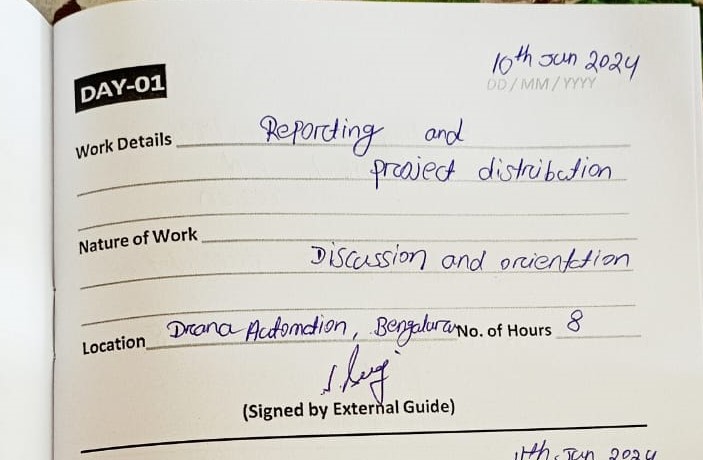 10th Jun 2024
DD/MM/YYYY
DAY-01
Work Details Reporting and
project distribution
Nature of Work
Discussion and orientation
Location Drona Automation, Bengaluru No. of Hours 8
(Signed by External Guide)
11th Jun 2024